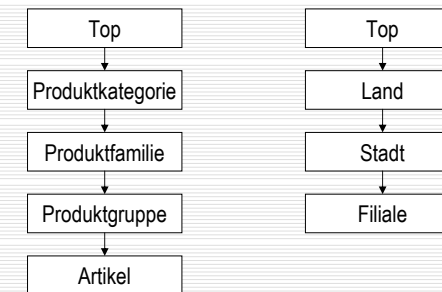 Top
Produktkategorie
Produktfamilie
Produktgruppe
Artikel
Top
Land
Stadt
Filiale